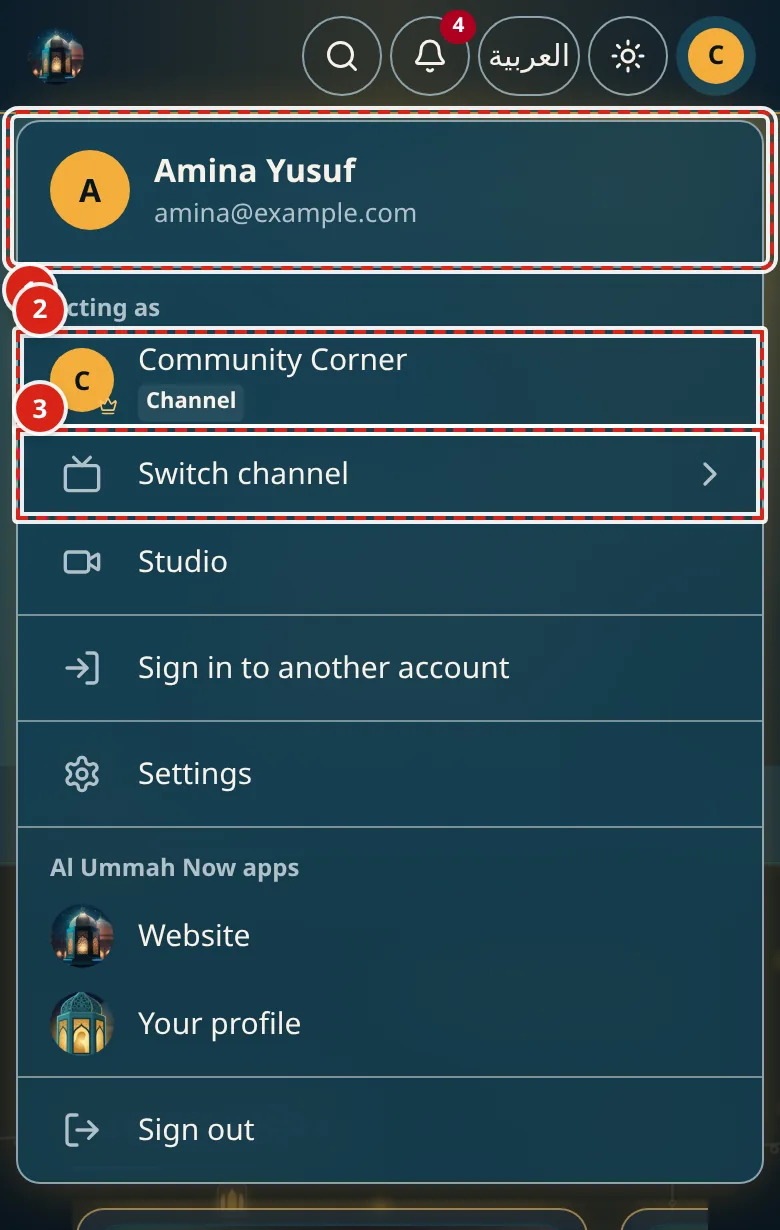 4
العربية
C
A
Amina Yusuf
amina@example.com
2
cting as
C
Community Corner
Channel
3
Switch channel
Studio
Sign in to another account
Settings
Al Ummah Now apps
Website
Your profile
Sign out